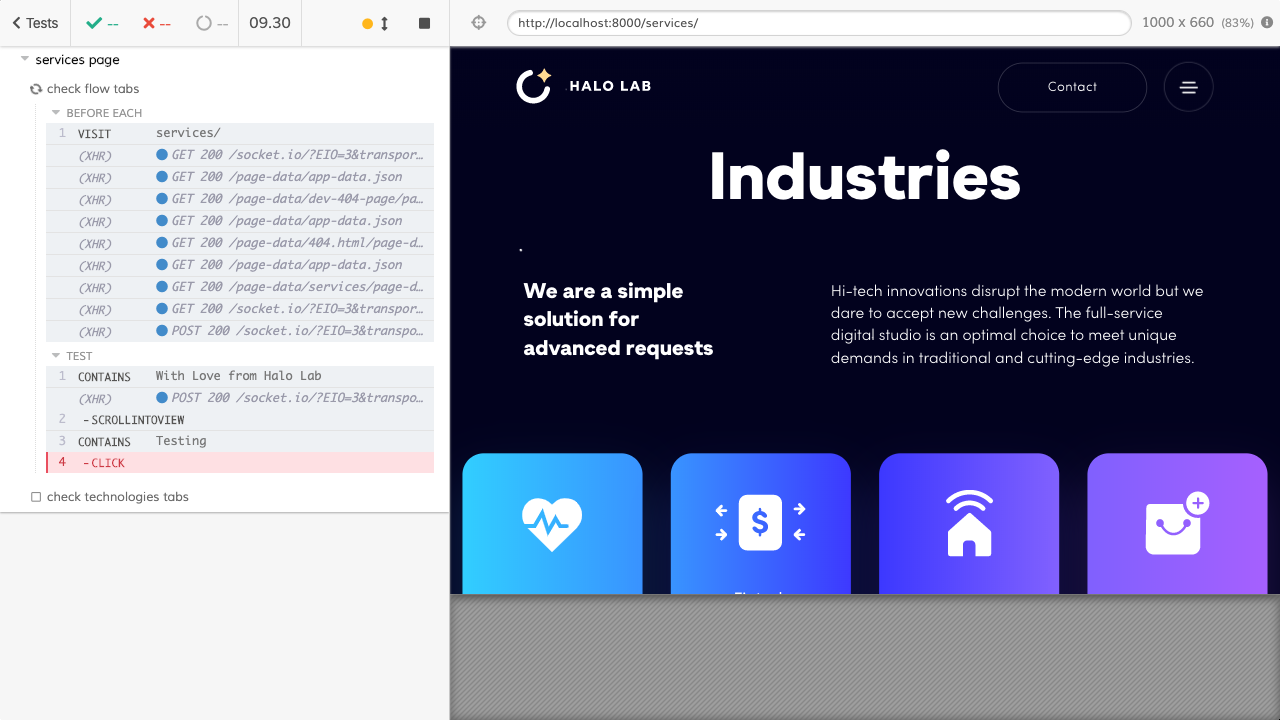 Tests
--
--
--
09.30
http://localhost:8000/services/
1000 x 660 (83%)
services page
check flow tabs
BEFORE EACH
1 VISIT services/
(XHR) GET 200 /socket.io/?EIO=3&transpor…
(XHR) GET 200 /page-data/app-data.json
(XHR) GET 200 /page-data/dev-404-page/pa…
(XHR) GET 200 /page-data/app-data.json
(XHR) GET 200 /page-data/404.html/page-d…
(XHR) GET 200 /page-data/app-data.json
(XHR) GET 200 /page-data/services/page-d…
(XHR) GET 200 /socket.io/?EIO=3&transpor…
(XHR) POST 200 /socket.io/?EIO=3&transpo…
TEST
1 CONTAINS With Love from Halo Lab
(XHR) POST 200 /socket.io/?EIO=3&transpo…
2 -SCROLLINTOVIEW
3 CONTAINS Testing
4 -CLICK
check technologies tabs
HALO LAB
Contact
Industries
We are a simple
solution for
advanced requests
Hi-tech innovations disrupt the modern world but we
dare to accept new challenges. The full-service
digital studio is an optimal choice to meet unique
demands in traditional and cutting-edge industries.
$